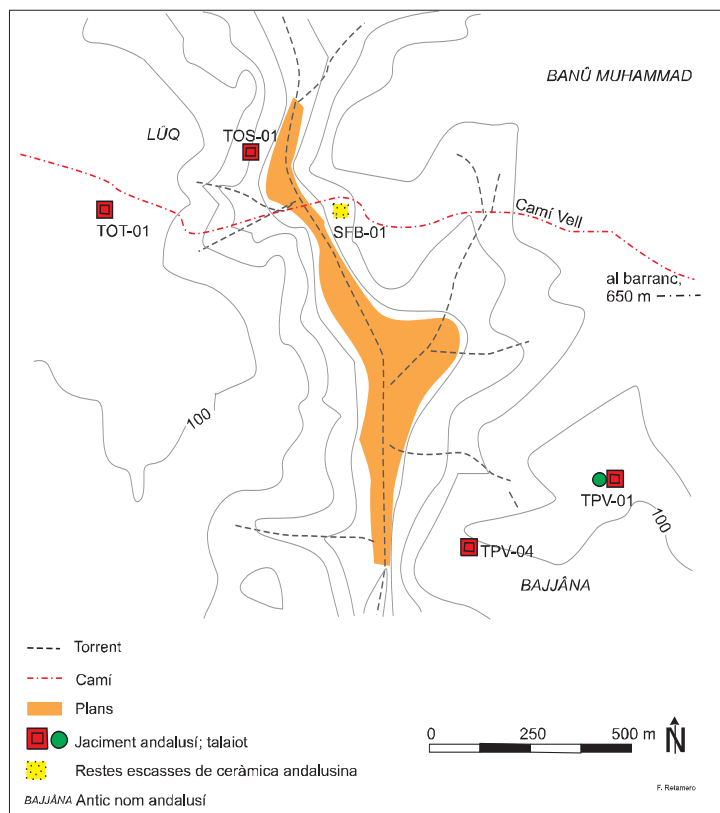 BANÛ MUHAMMAD
LÛQ
TOS-01
TOT-01
SFB-01
Camí Vell
al barranc,
650 m
100
TPV-01
100
TPV-04
BAJJÂNA
Torrent
Camí
Plans
Jaciment andalusí; talaiot
Restes escasses de ceràmica andalusina
BAJJÂNA Antic nom andalusí
0 250 500 m
N
F. Retamero